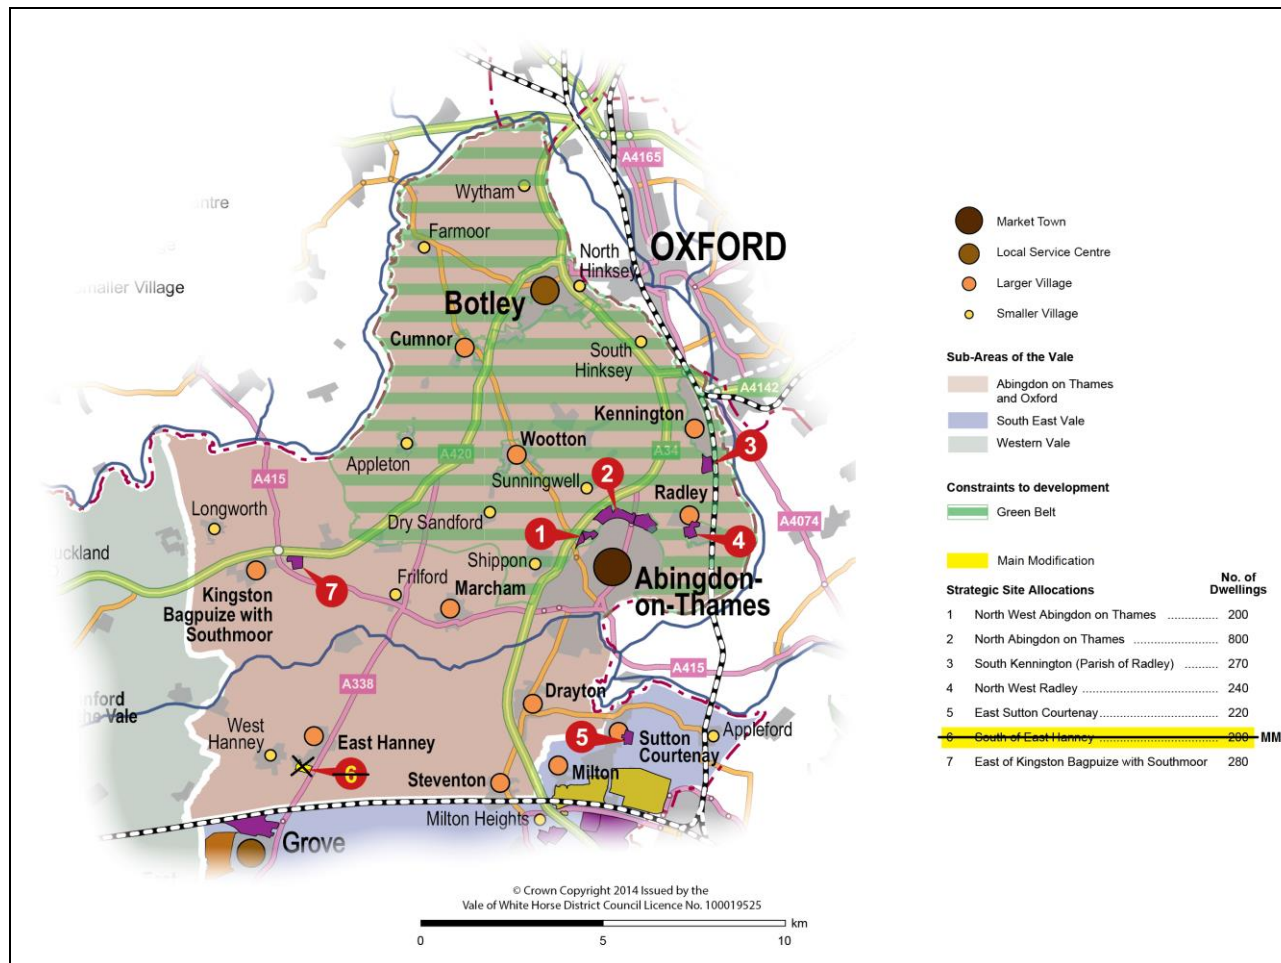 A4165
Wytham
Farmoor
OXFORD
North
Hinksey
Smaller Village
Botley
Cumnor
South
Hinksey
A4142
Kennington
3
Wootton
A34
Appleton
A420
A415
Sunningwell
2
Radley
Longworth
Dry Sandford
A4074
1
4
Shippon
Abingdon-
on-Thames
Frilford
Marcham
7
Kingston
Bagpuize with
Southmoor
A415
A338
Drayton
West
Hanney
East Hanney
5
Sutton
Courtenay
Appleford
6
Steventon
Milton
Milton Heights
Grove
Market Town
Local Service Centre
Larger Village
Smaller Village
Sub-Areas of the Vale
Abingdon on Thames
and Oxford
South East Vale
Western Vale
Constraints to development
Green Belt
Main Modification
Strategic Site Allocations No. of Dwellings
1 North West Abingdon on Thames ................ 200
2 North Abingdon on Thames .......................... 800
3 South Kennington (Parish of Radley) .......... 270
4 North West Radley ......................................... 240
5 East Sutton Courtenay.................................... 220
6 South of East Hanney .................................... 200 MM
7 East of Kingston Bagpuize with Southmoor 280
© Crown Copyright 2014 Issued by the
Vale of White Horse District Council Licence No. 100019525
km
0 5 10